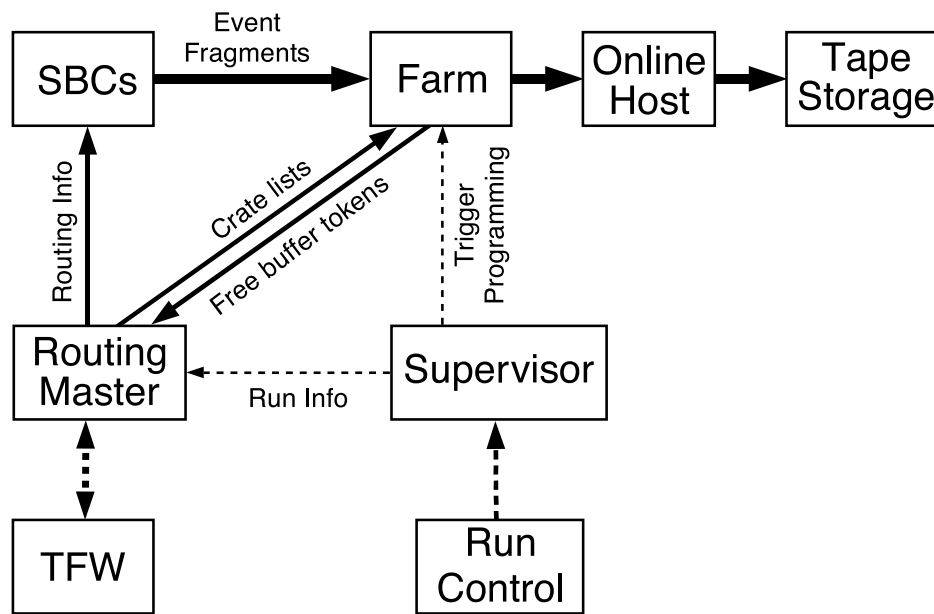 Event
Fragments
SBCs
Farm
Online
Host
Tape
Storage
Routing Info
Crate lists
Free buffer tokens
Trigger
Programming
Routing
Master
Run Info
Supervisor
TFW
Run
Control